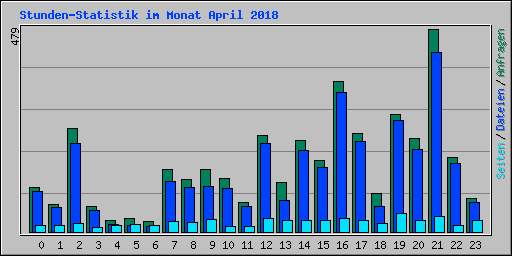 Stunden-Statistik im Monat April 2018
479
Seiten / Dateien / Anfragen
0 1 2 3 4 5 6 7 8 9 10 11 12 13 14 15 16 17 18 19 20 21 22 23